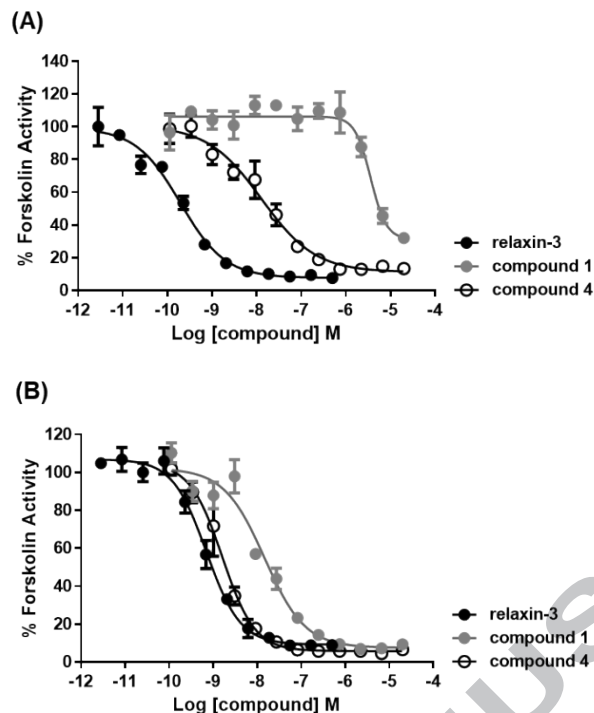 (A)
% Forskolin Activity
140
120
100
80
60
40
20
0
-12 -11 -10 -9 -8 -7 -6 -5 -4
Log [compound] M
relaxin-3
compound 1
compound 4
(B)
% Forskolin Activity
120
100
80
60
40
20
0
-12 -11 -10 -9 -8 -7 -6 -5 -4
Log [compound] M
relaxin-3
compound 1
compound 4